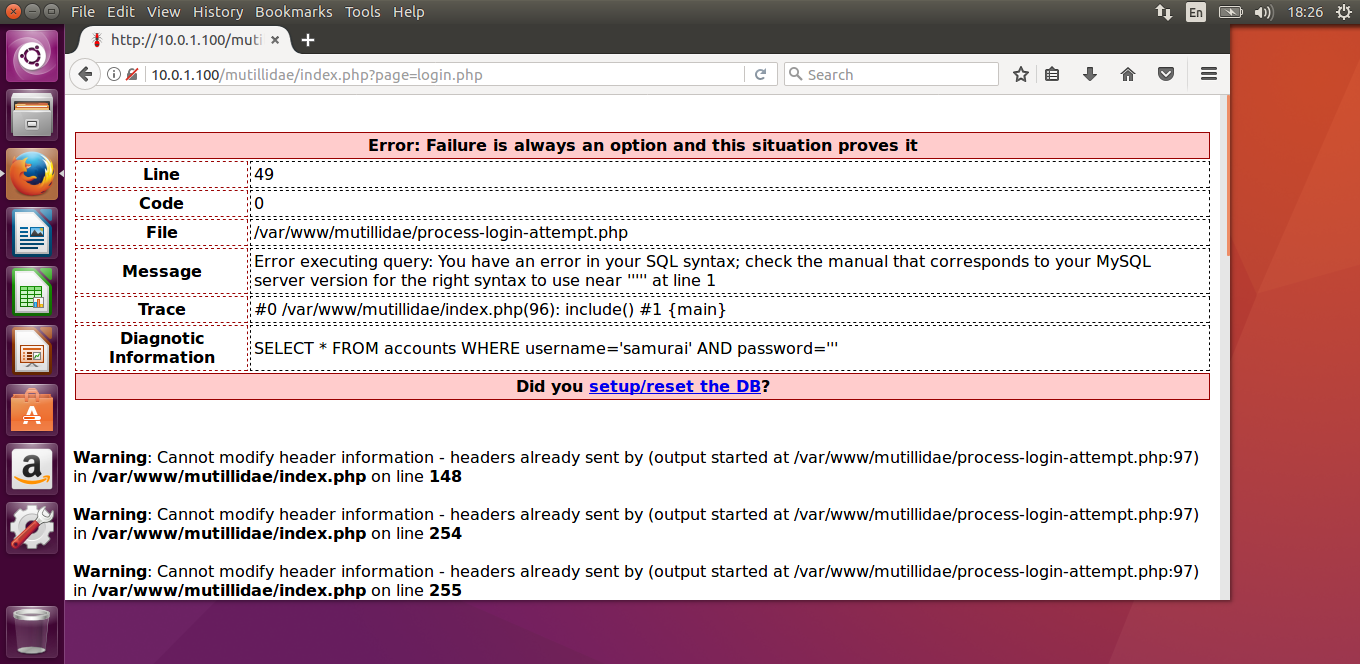 File Edit View History Bookmarks Tools Help
En
18:26
http://10.0.1.100/muti
10.0.1.100/mutillidae/index.php?page=login.php
Search
Error: Failure is always an option and this situation proves it
Line 49
Code 0
File /var/www/mutillidae/process-login-attempt.php
Message Error executing query: You have an error in your SQL syntax; check the manual that corresponds to your MySQL
server version for the right syntax to use near ''''' at line 1
Trace #0 /var/www/mutillidae/index.php(96): include() #1 {main}
Diagnostic
Information SELECT * FROM accounts WHERE username='samurai' AND password='''
Did you setup/reset the DB?
Warning: Cannot modify header information - headers already sent by (output started at /var/www/mutillidae/process-login-attempt.php:97)
in /var/www/mutillidae/index.php on line 148
Warning: Cannot modify header information - headers already sent by (output started at /var/www/mutillidae/process-login-attempt.php:97)
in /var/www/mutillidae/index.php on line 254
Warning: Cannot modify header information - headers already sent by (output started at /var/www/mutillidae/process-login-attempt.php:97)
in /var/www/mutillidae/index.php on line 255